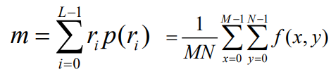 m = \sum_{i=0}^{L-1} r_i p(r_i) = \frac{1}{MN} \sum_{x=0}^{M-1} \sum_{y=0}^{N-1} f(x, y)